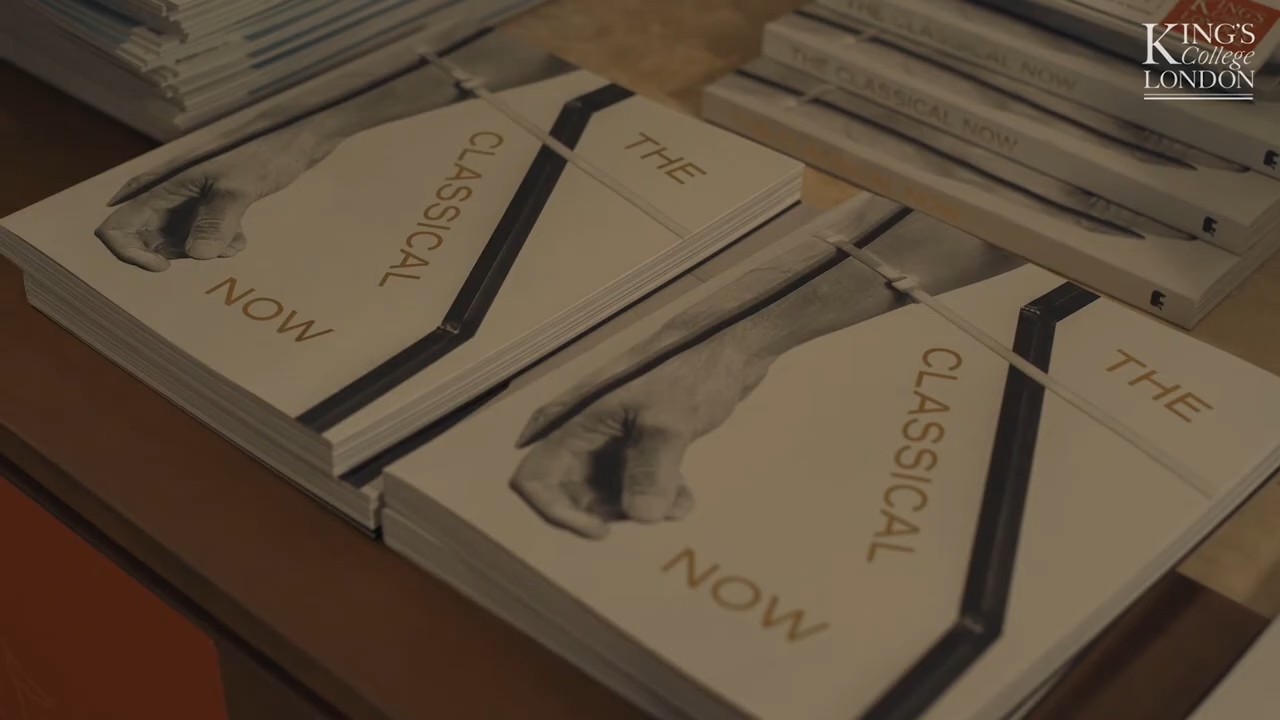 KING'S
College
LONDON
THE
CLASSICAL
NOW
THE
CLASSICAL
NOW
THE CLASSICAL NOW
THE CLASSICAL NOW